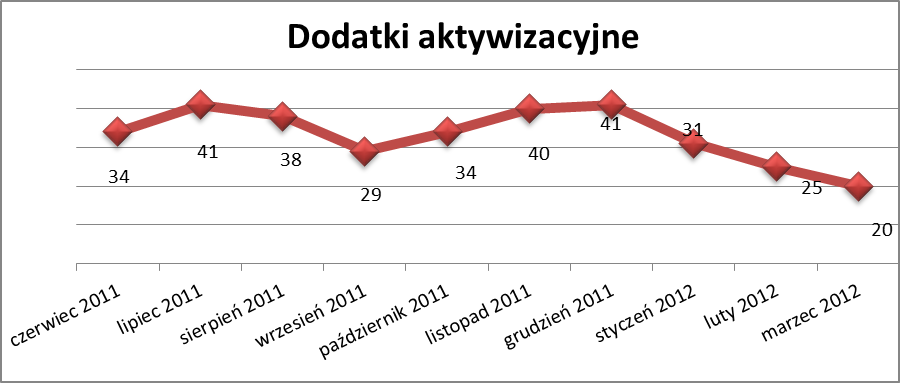 Dodatki aktywizacyjne
34
41
38
29
34
40
41
31
25
20
czerwiec 2011
lipiec 2011
sierpień 2011
wrzesień 2011
październik 2011
listopad 2011
grudzień 2011
styczeń 2012
luty 2012
marzec 2012